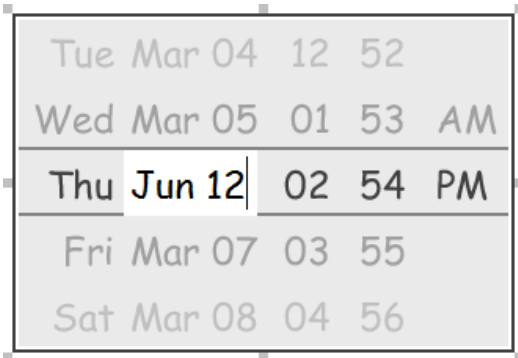 Tue Mar 04 12 52
Wed Mar 05 01 53 AM
Thu Jun 12 02 54 PM
Fri Mar 07 03 55
Sat Mar 08 04 56